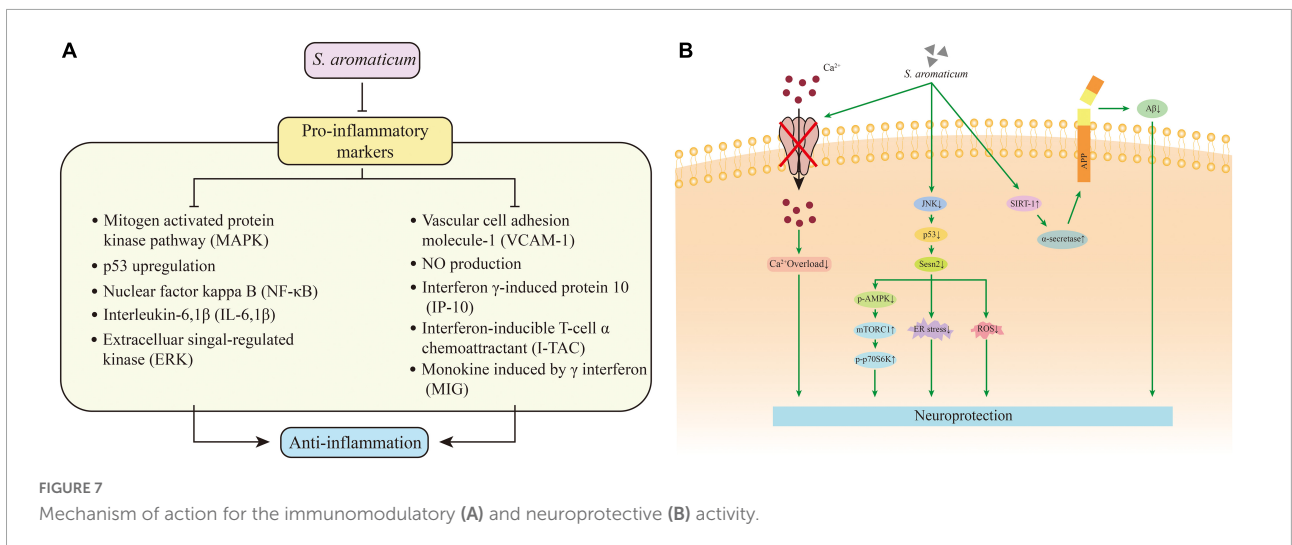 A
S. aromaticum
Pro-inflammatory
markers
• Mitogen activated protein
kinase pathway (MAPK)
• p53 upregulation
• Nuclear factor kappa B (NF-κB)
• Interleukin-6,1β (IL-6,1β)
• Extracelluar singal-regulated
kinase (ERK)
• Vascular cell adhesion
molecule-1 (VCAM-1)
• NO production
• Interferon γ-induced protein 10
(IP-10)
• Interferon-inducible T-cell α
chemoattractant (I-TAC)
• Monokine induced by γ interferon
(MIG)
Anti-inflammation
B
Ca²⁺
S. aromaticum
Aβ↓
APP
JNK↓
SIRT-1↑
p53↓
α-secretase↑
Ca²⁺Overload↓
Sesn2↓
p-AMPK↓
mTORC1↑
ER stress↓
ROS↓
p-p70S6K↑
Neuroprotection
FIGURE 7
Mechanism of action for the immunomodulatory (A) and neuroprotective (B) activity.